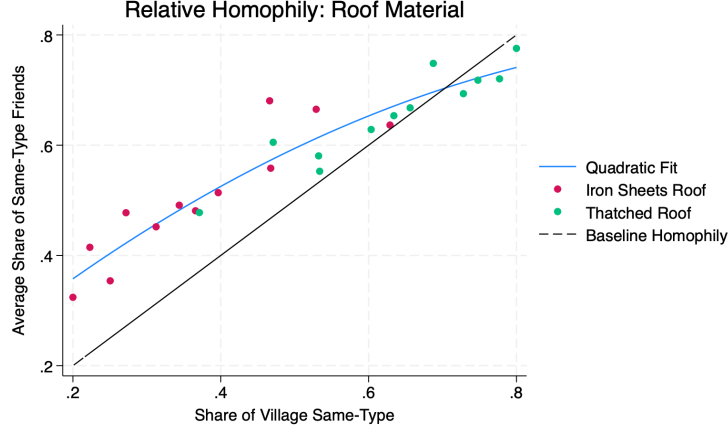 Relative Homophily: Roof Material
Average Share of Same-Type Friends
.8
.6
.4
.2
.2 .4 .6 .8
Share of Village Same-Type
Quadratic Fit
Iron Sheets Roof
Thatched Roof
Baseline Homophily